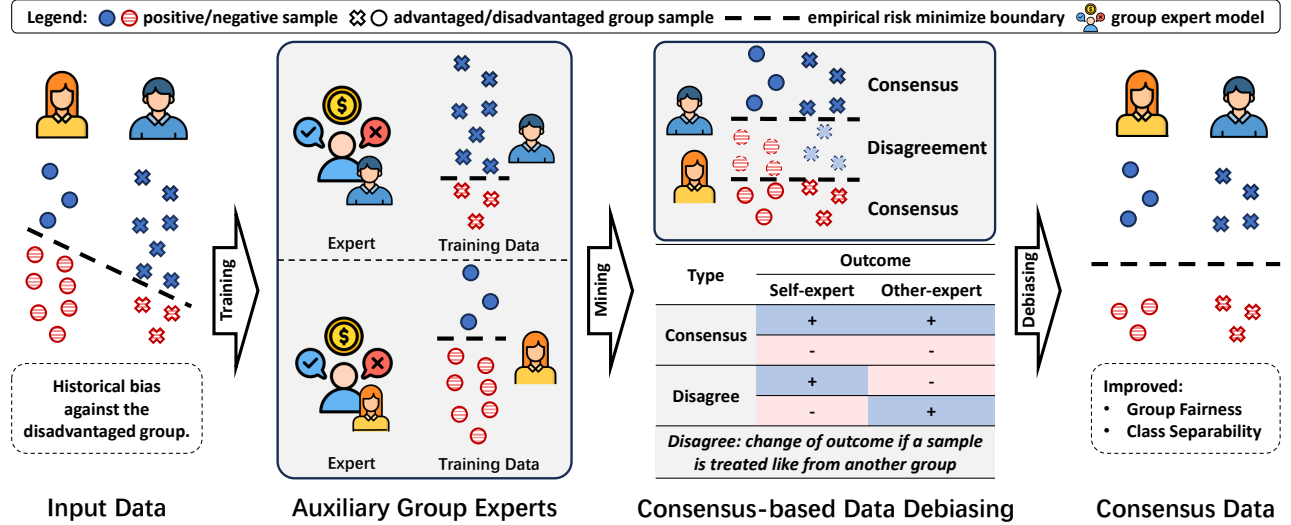 Legend: positive/negative sample advantaged/disadvantaged group sample empirical risk minimize boundary group expert model
Historical bias
against the
disadvantaged group.
Input Data
Training
Expert
Training Data
Expert
Training Data
Auxiliary Group Experts
Mining
Consensus
Disagreement
Consensus
Type
Outcome
Self-expert Other-expert
Consensus
+ +
- -
Disagree
+ -
- +
Disagree: change of outcome if a sample
is treated like from another group
Consensus-based Data Debiasing
Debiasing
Improved:
• Group Fairness
• Class Separability
Consensus Data